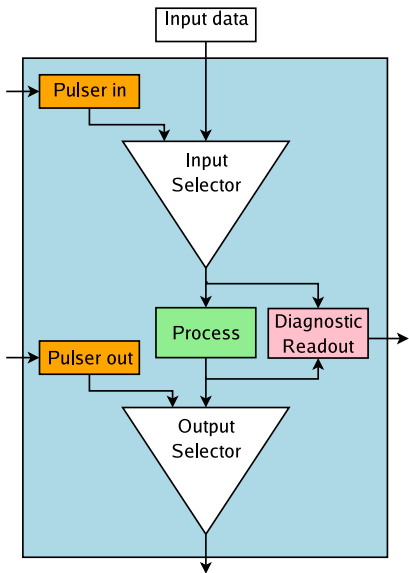 Input data
Pulser in
Input
Selector
Process
Diagnostic
Readout
Pulser out
Output
Selector